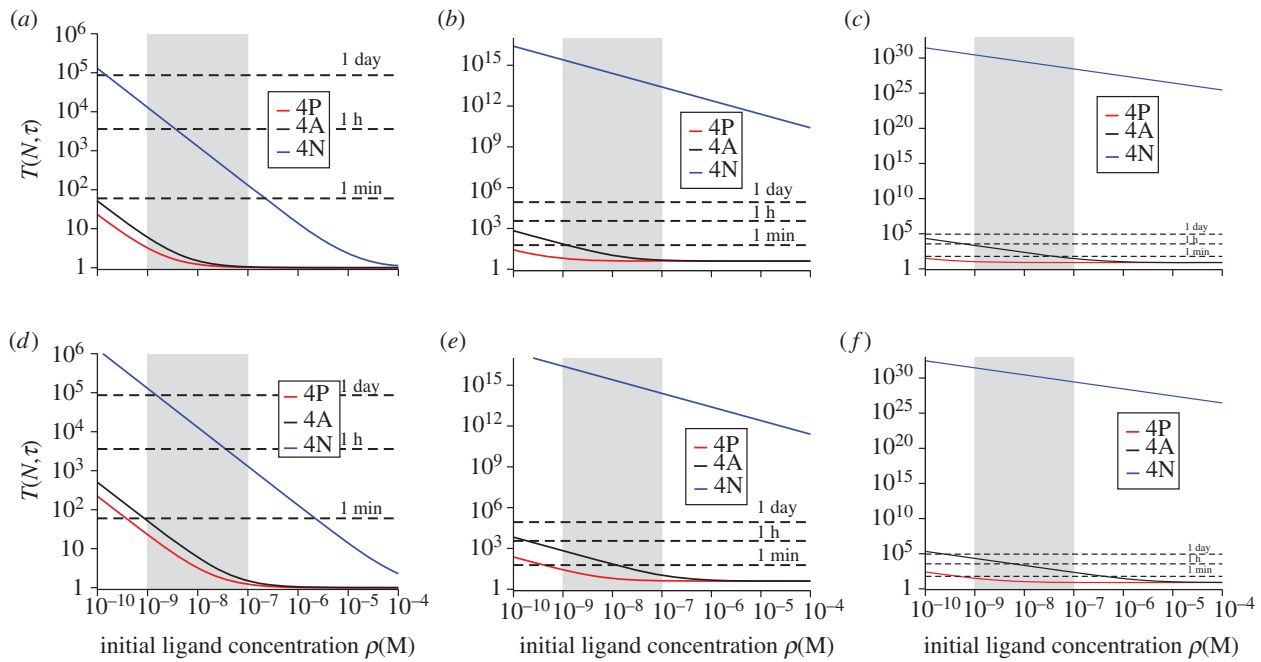 (a)
10^6
10^5
10^4
10^3
10^2
10
1
T(N, τ)
1 day
1 h
1 min
4P
4A
4N
(b)
10^15
10^12
10^9
10^6
10^3
1
1 day
1 h
1 min
4P
4A
4N
(c)
10^30
10^25
10^20
10^15
10^10
10^5
1
1 day
1 h
1 min
4P
4A
4N
(d)
10^6
10^5
10^4
10^3
10^2
10
1
T(N, τ)
1 day
1 h
1 min
4P
4A
4N
10^−10 10^−9 10^−8 10^−7 10^−6 10^−5 10^−4
initial ligand concentration ρ(M)
(e)
10^15
10^12
10^9
10^6
10^3
1
1 day
1 h
1 min
4P
4A
4N
10^−10 10^−9 10^−8 10^−7 10^−6 10^−5 10^−4
initial ligand concentration ρ(M)
(f)
10^30
10^25
10^20
10^15
10^10
10^5
1
1 day
1 h
1 min
4P
4A
4N
10^−10 10^−9 10^−8 10^−7 10^−6 10^−5 10^−4
initial ligand concentration ρ(M)